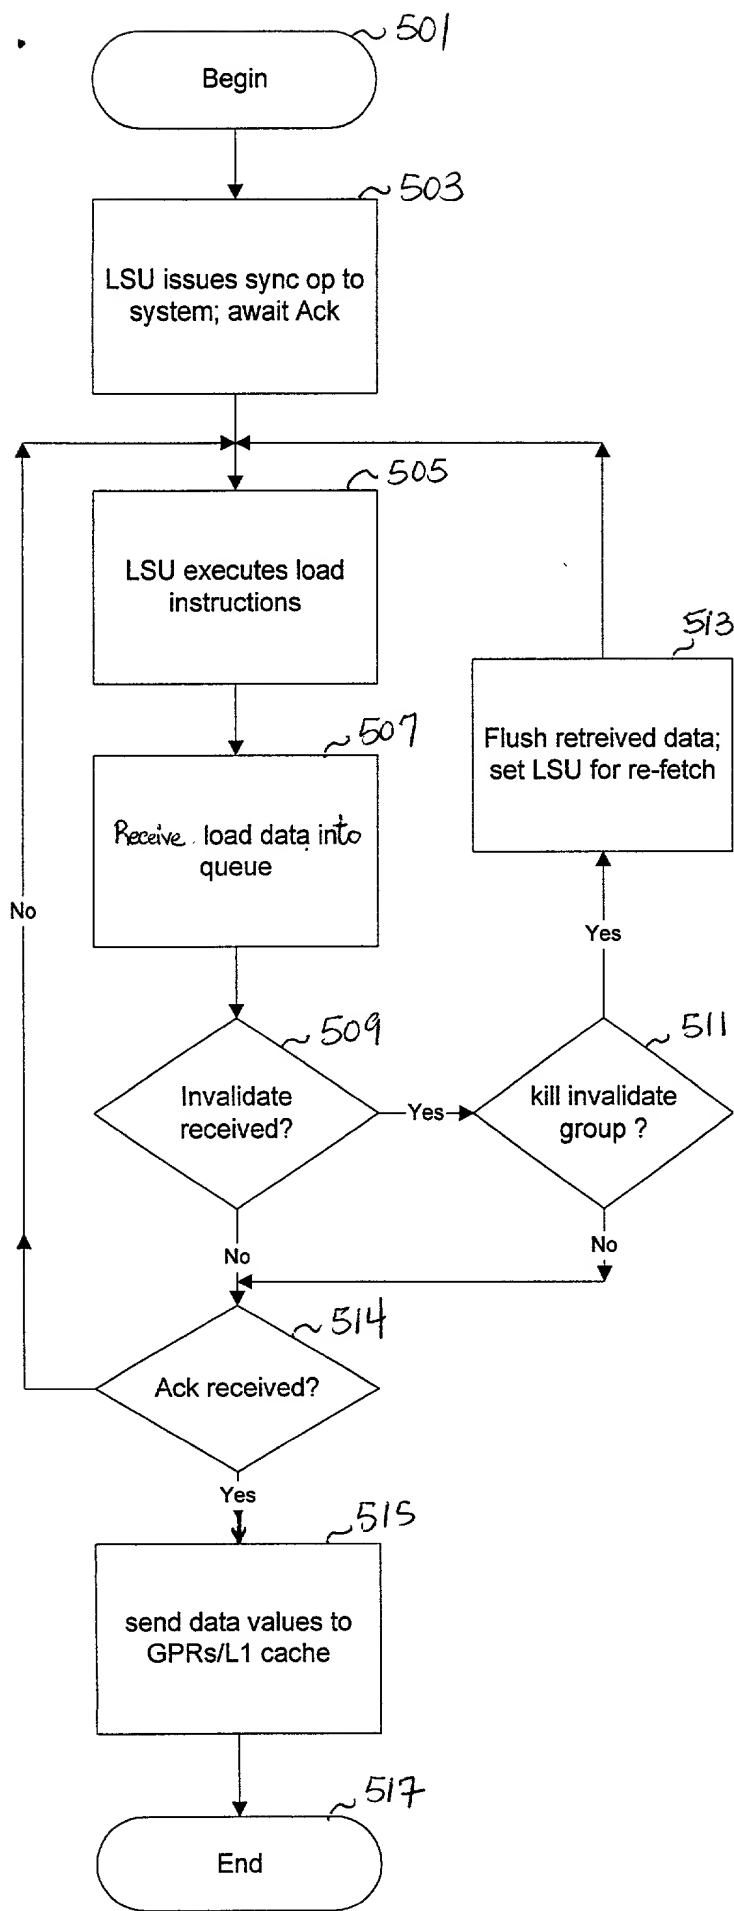 501
Begin
503
LSU issues sync op to
system; await Ack
505
LSU executes load
instructions
513
Flush retreived data;
set LSU for re-fetch
507
Receive load data into
queue
No
Yes
509
511
Invalidate
received?
Yes
kill invalidate
group ?
No
No
514
Ack received?
Yes
515
send data values to
GPRs/L1 cache
517
End